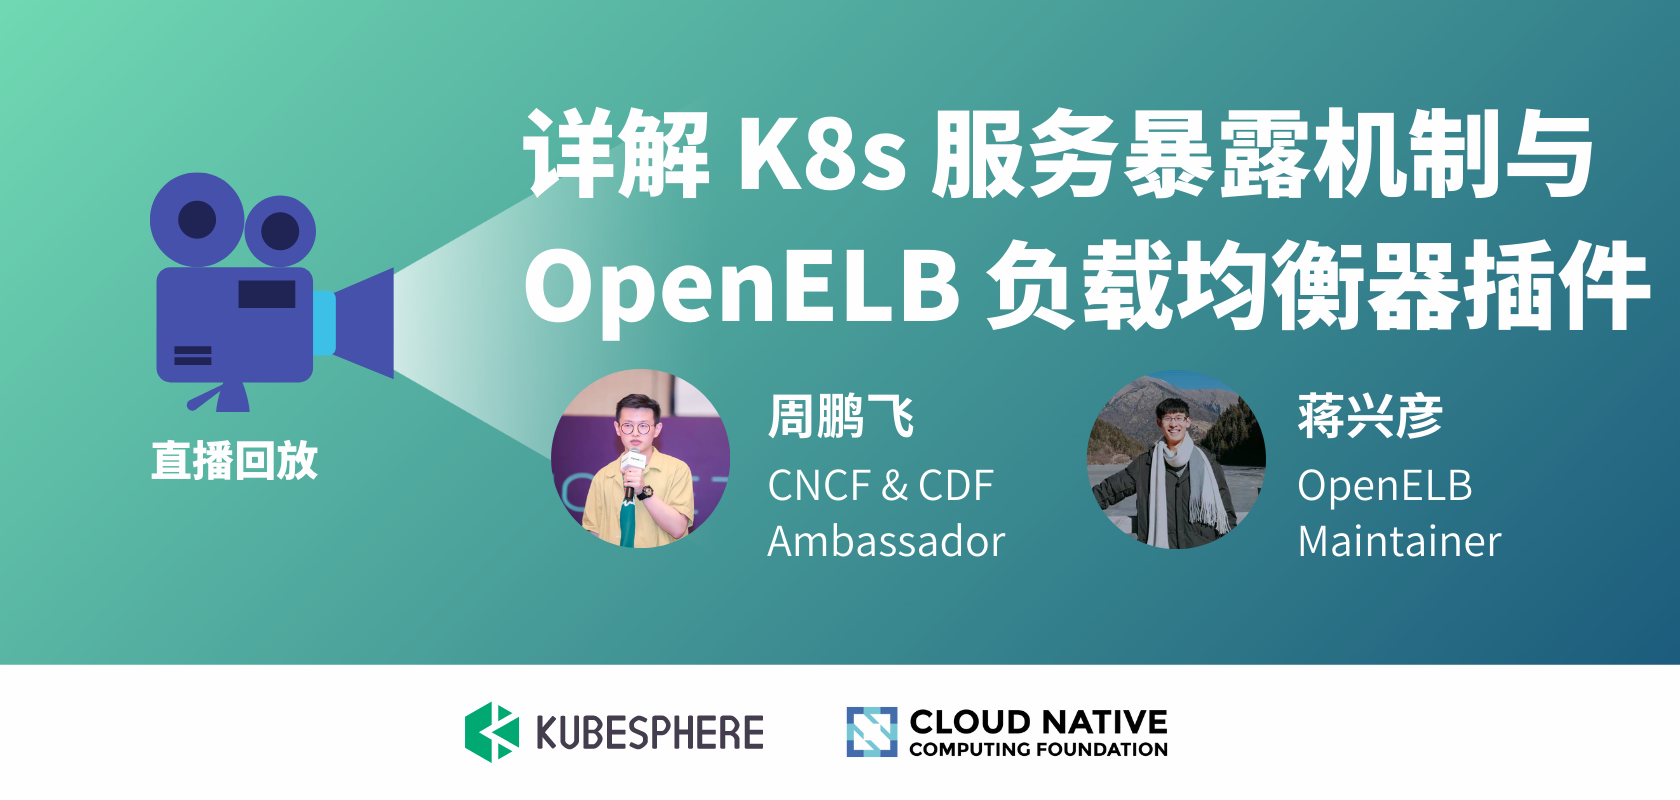 详解 K8s 服务暴露机制与
OpenELB 负载均衡器插件
直播回放
周鹏飞
CNCF & CDF
Ambassador
蒋兴彦
OpenELB
Maintainer
KUBESPHERE
CLOUD NATIVE
COMPUTING FOUNDATION